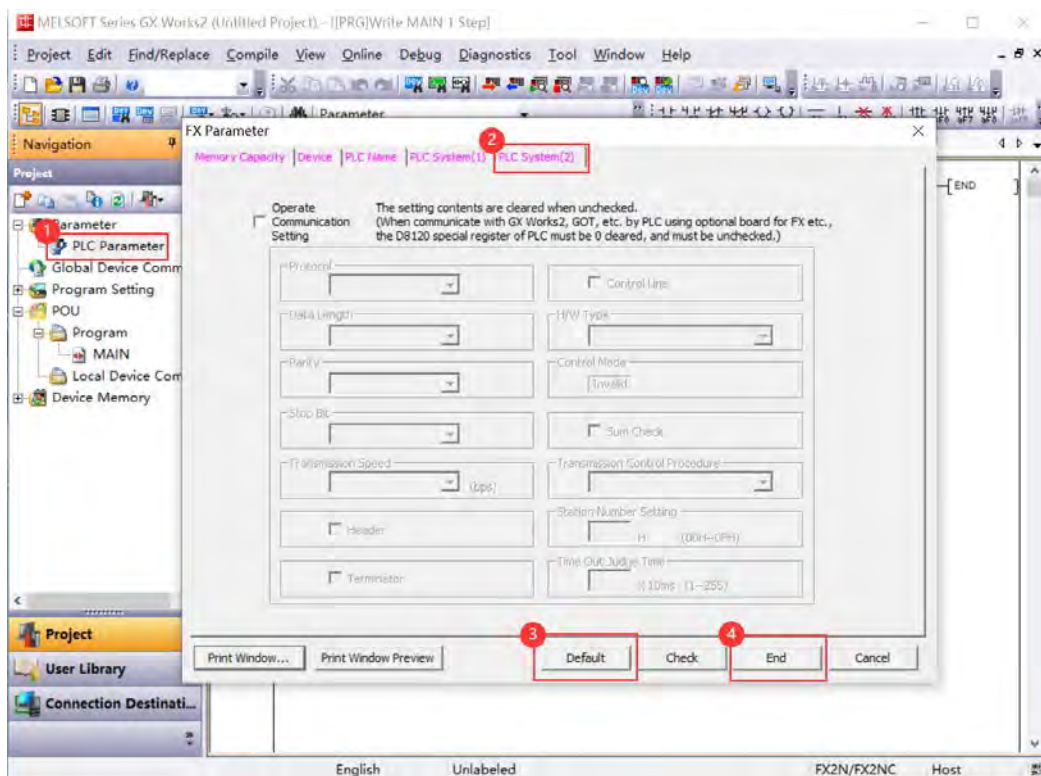 MELSOFT Series GX Works2 (Untitled Project) - [[PRG]Write MAIN 1 Step]
Project Edit Find/Replace Compile View Online Debug Diagnostics Tool Window Help
Parameter
Navigation
Project
Parameter
1
PLC Parameter
Global Device Comm
Program Setting
POU
Program
MAIN
Local Device Com
Device Memory
Project
User Library
Connection Destinati...
FX Parameter
2
Memory Capacity Device PLC Name PLC System(1) PLC System(2)
Operate Communication Setting
The setting contents are cleared when unchecked.
(When communicate with GX Works2, GOT, etc. by PLC using optional board for FX etc.,
the D8120 special register of PLC must be 0 cleared, and must be unchecked.)
Protocol
Control Line
Data Length
H/W Type
Parity
Control Mode
Invalid
Stop Bit
Sum Check
Transmission Speed
(bps)
Transmission Control Procedure
Header
Station Number Setting
H (00H--0FH)
Terminator
Time Out Judge Time
X 10ms (1--255)
3
4
Print Window... Print Window Preview Default Check End Cancel
END
English Unlabeled FX2N/FX2NC Host